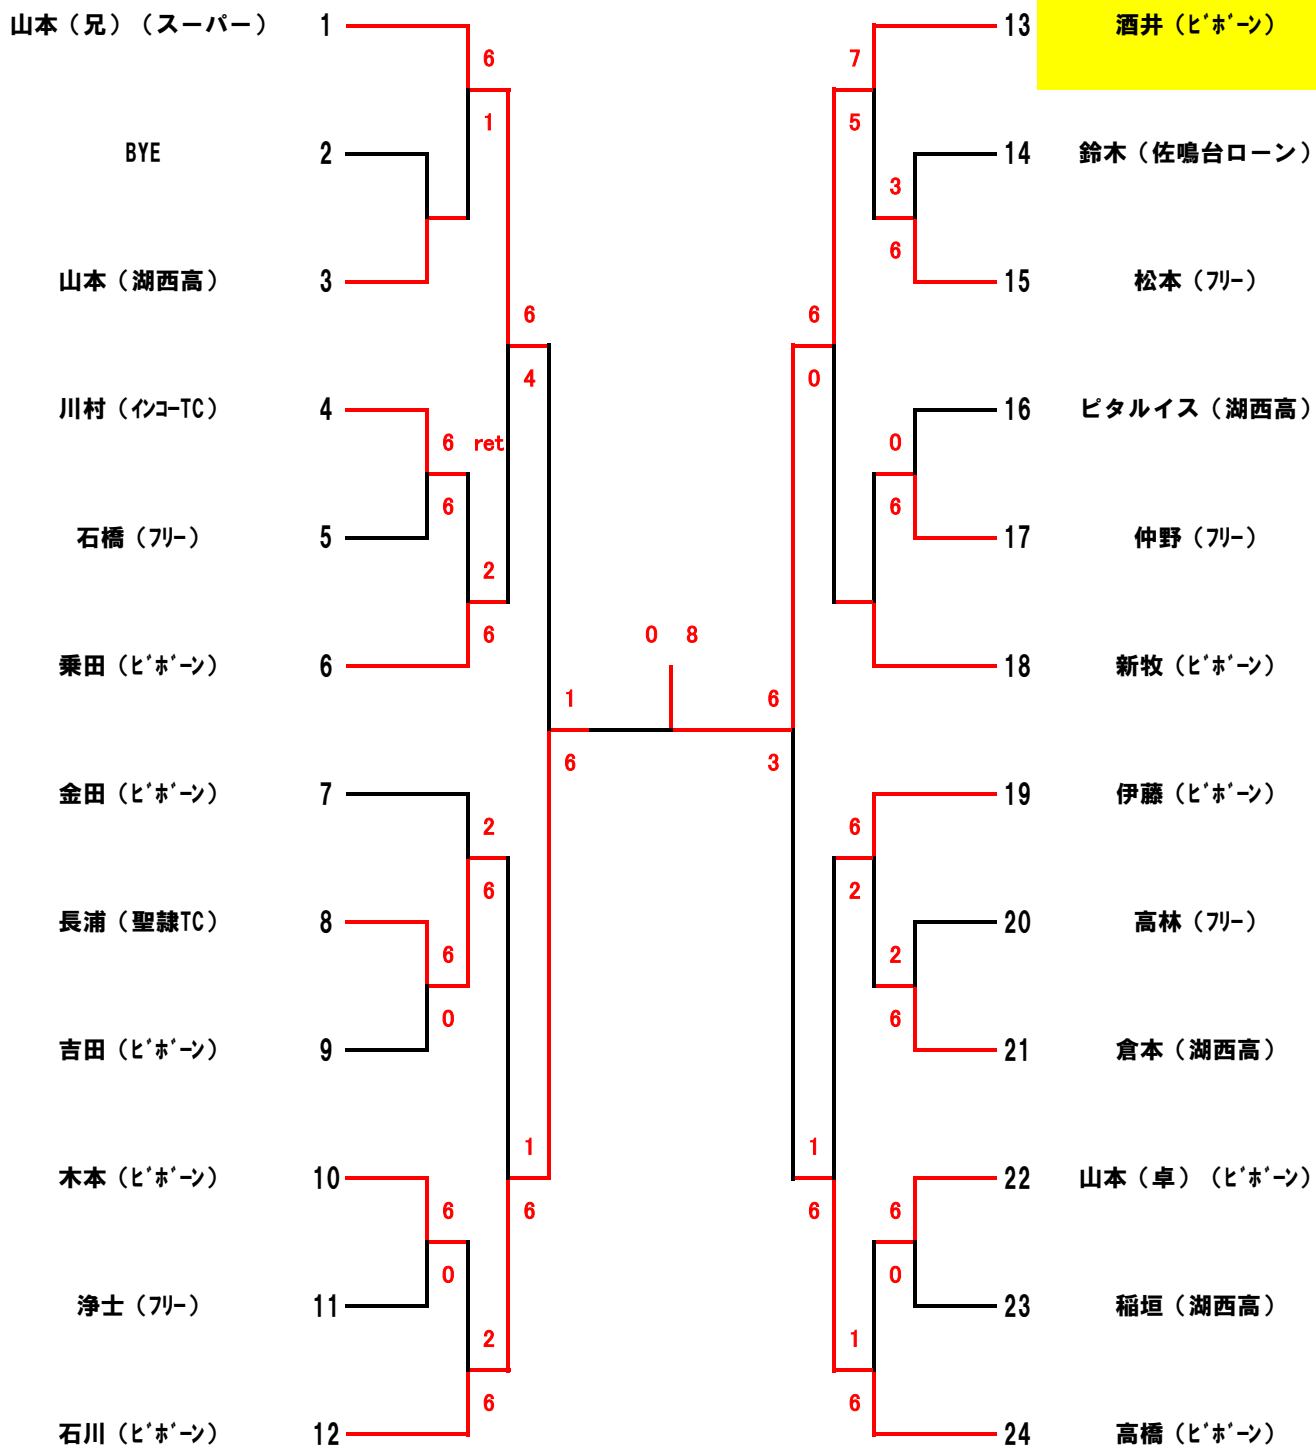 山本（兄）（スーパー） 1 13 酒井（ﾋﾞﾎﾞｰﾝ）
6 7
1 5
BYE 2 14 鈴木（佐鳴台ローン）
3
6
山本（湖西高） 3 15 松本（ﾌﾘｰ）
6 6
4 0
川村（ｲﾝｺｰTC） 4 16 ピタルイス（湖西高）
6 ret 0
6 6
石橋（ﾌﾘｰ） 5 17 仲野（ﾌﾘｰ）
2
6 0 8
乗田（ﾋﾞﾎﾞｰﾝ） 6 18 新牧（ﾋﾞﾎﾞｰﾝ）
1 6
6 3
金田（ﾋﾞﾎﾞｰﾝ） 7 19 伊藤（ﾋﾞﾎﾞｰﾝ）
2 6
6 2
長浦（聖隷TC） 8 20 高林（ﾌﾘｰ）
6 2
0 6
吉田（ﾋﾞﾎﾞｰﾝ） 9 21 倉本（湖西高）
1 1
木本（ﾋﾞﾎﾞｰﾝ） 10 22 山本（卓）（ﾋﾞﾎﾞｰﾝ）
6 6 6 6
0 0
浄士（ﾌﾘｰ） 11 23 稲垣（湖西高）
2 1
6 6
石川（ﾋﾞﾎﾞｰﾝ） 12 24 高橋（ﾋﾞﾎﾞｰﾝ）